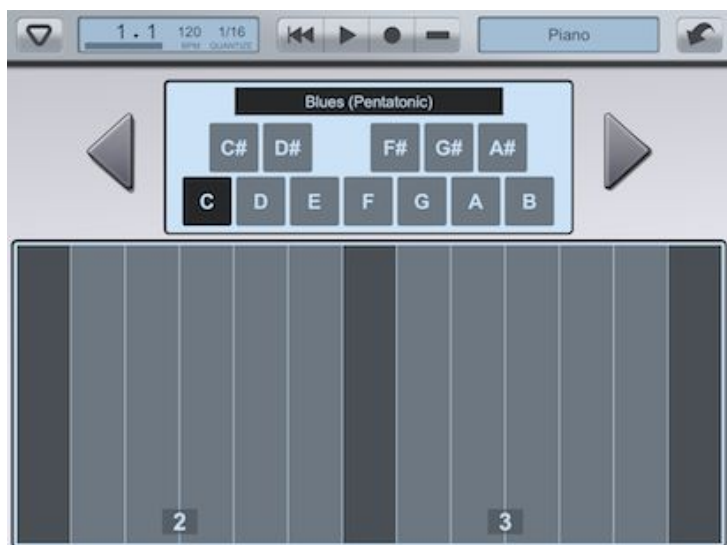 1 . 1 120 1/16 Piano
BPM QUANTIZE
Blues (Pentatonic)
C# D# F# G# A#
C D E F G A B
2 3